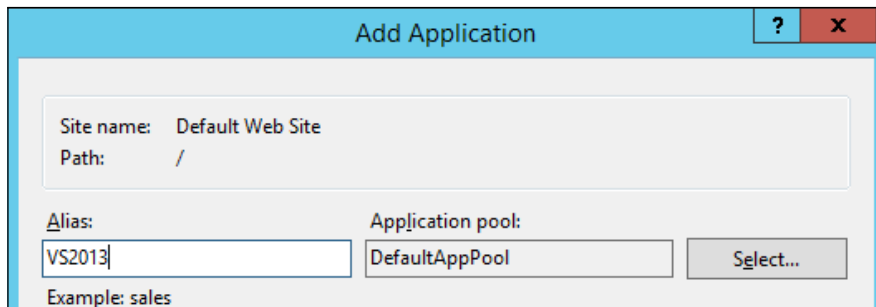 Add Application
?
x
Site name: Default Web Site
Path: /
Alias: Application pool:
VS2013 DefaultAppPool Select...
Example: sales